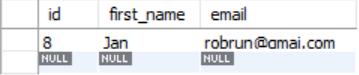 id first_name email
8 Jan robrun@gmai.com
NULL NULL NULL